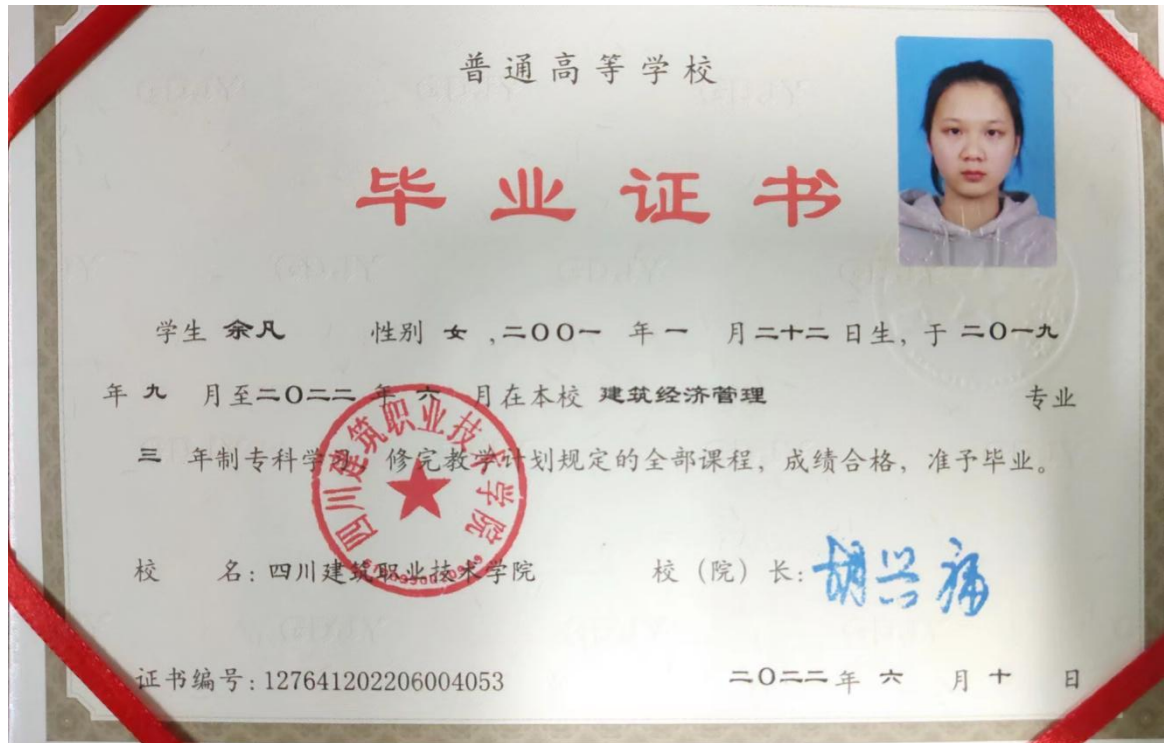 普通高等学校
毕业证书
学生 余凡 性别 女 ,二〇〇一 年 一 月二十二 日生, 于 二〇一九
年 九 月至二〇二二 年 六 月在本校 建筑经济管理 专业
三 年制专科学习, 修完教学计划规定的全部课程, 成绩合格, 准予毕业。
四川建筑职业技术学院
校 名: 四川建筑职业技术学院 校（院）长: 胡兴福
证书编号: 127641202206004053 二〇二二 年 六 月 十 日